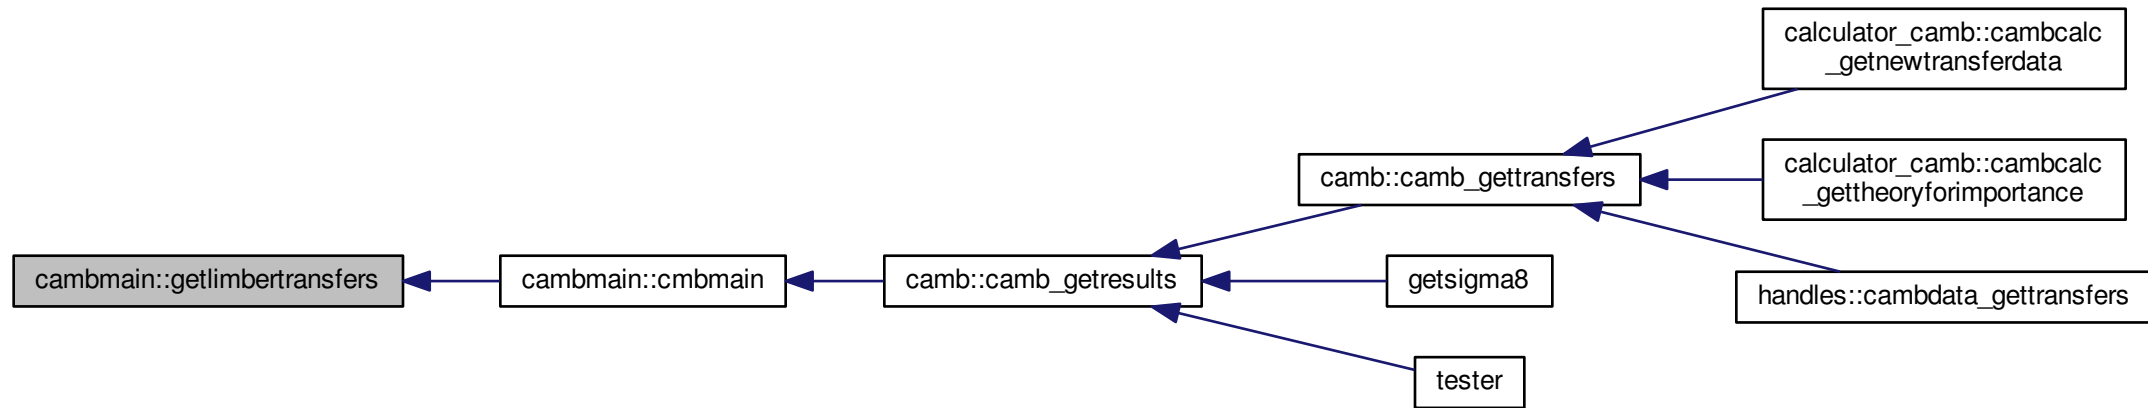 calculator_camb::cambcalc
_getnewtransferdata
calculator_camb::cambcalc
_gettheoryforimportance
camb::camb_gettransfers
cambmain::getlimbertransfers
cambmain::cmbmain
camb::camb_getresults
getsigma8
handles::cambdata_gettransfers
tester